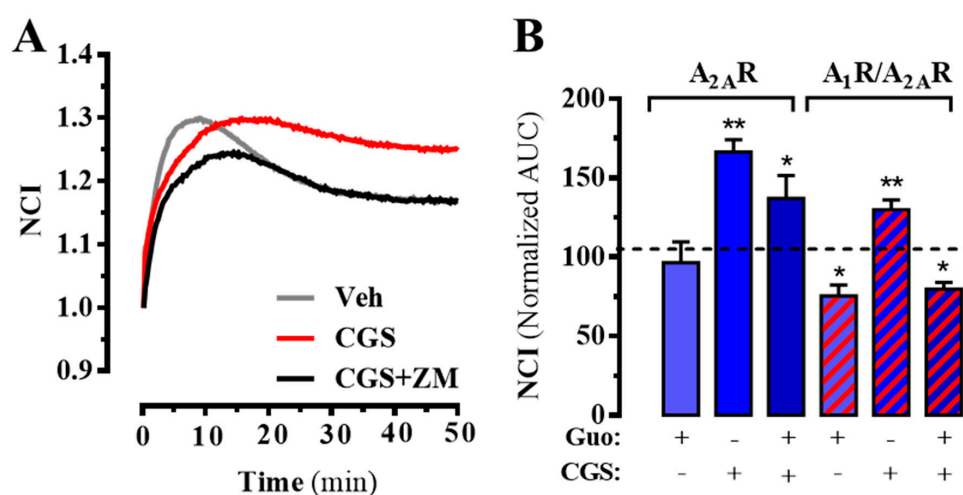 A
1.4
1.3
1.2
1.1
1.0
0.9
NCI
Veh
CGS
CGS+ZM
0 10 20 30 40 50
Time (min)
B
A2AR A1R/A2AR
200
150
100
50
0
NCI (Normalized AUC)
** * * ** *
Guo: + - + + - +
CGS: - + + - + +